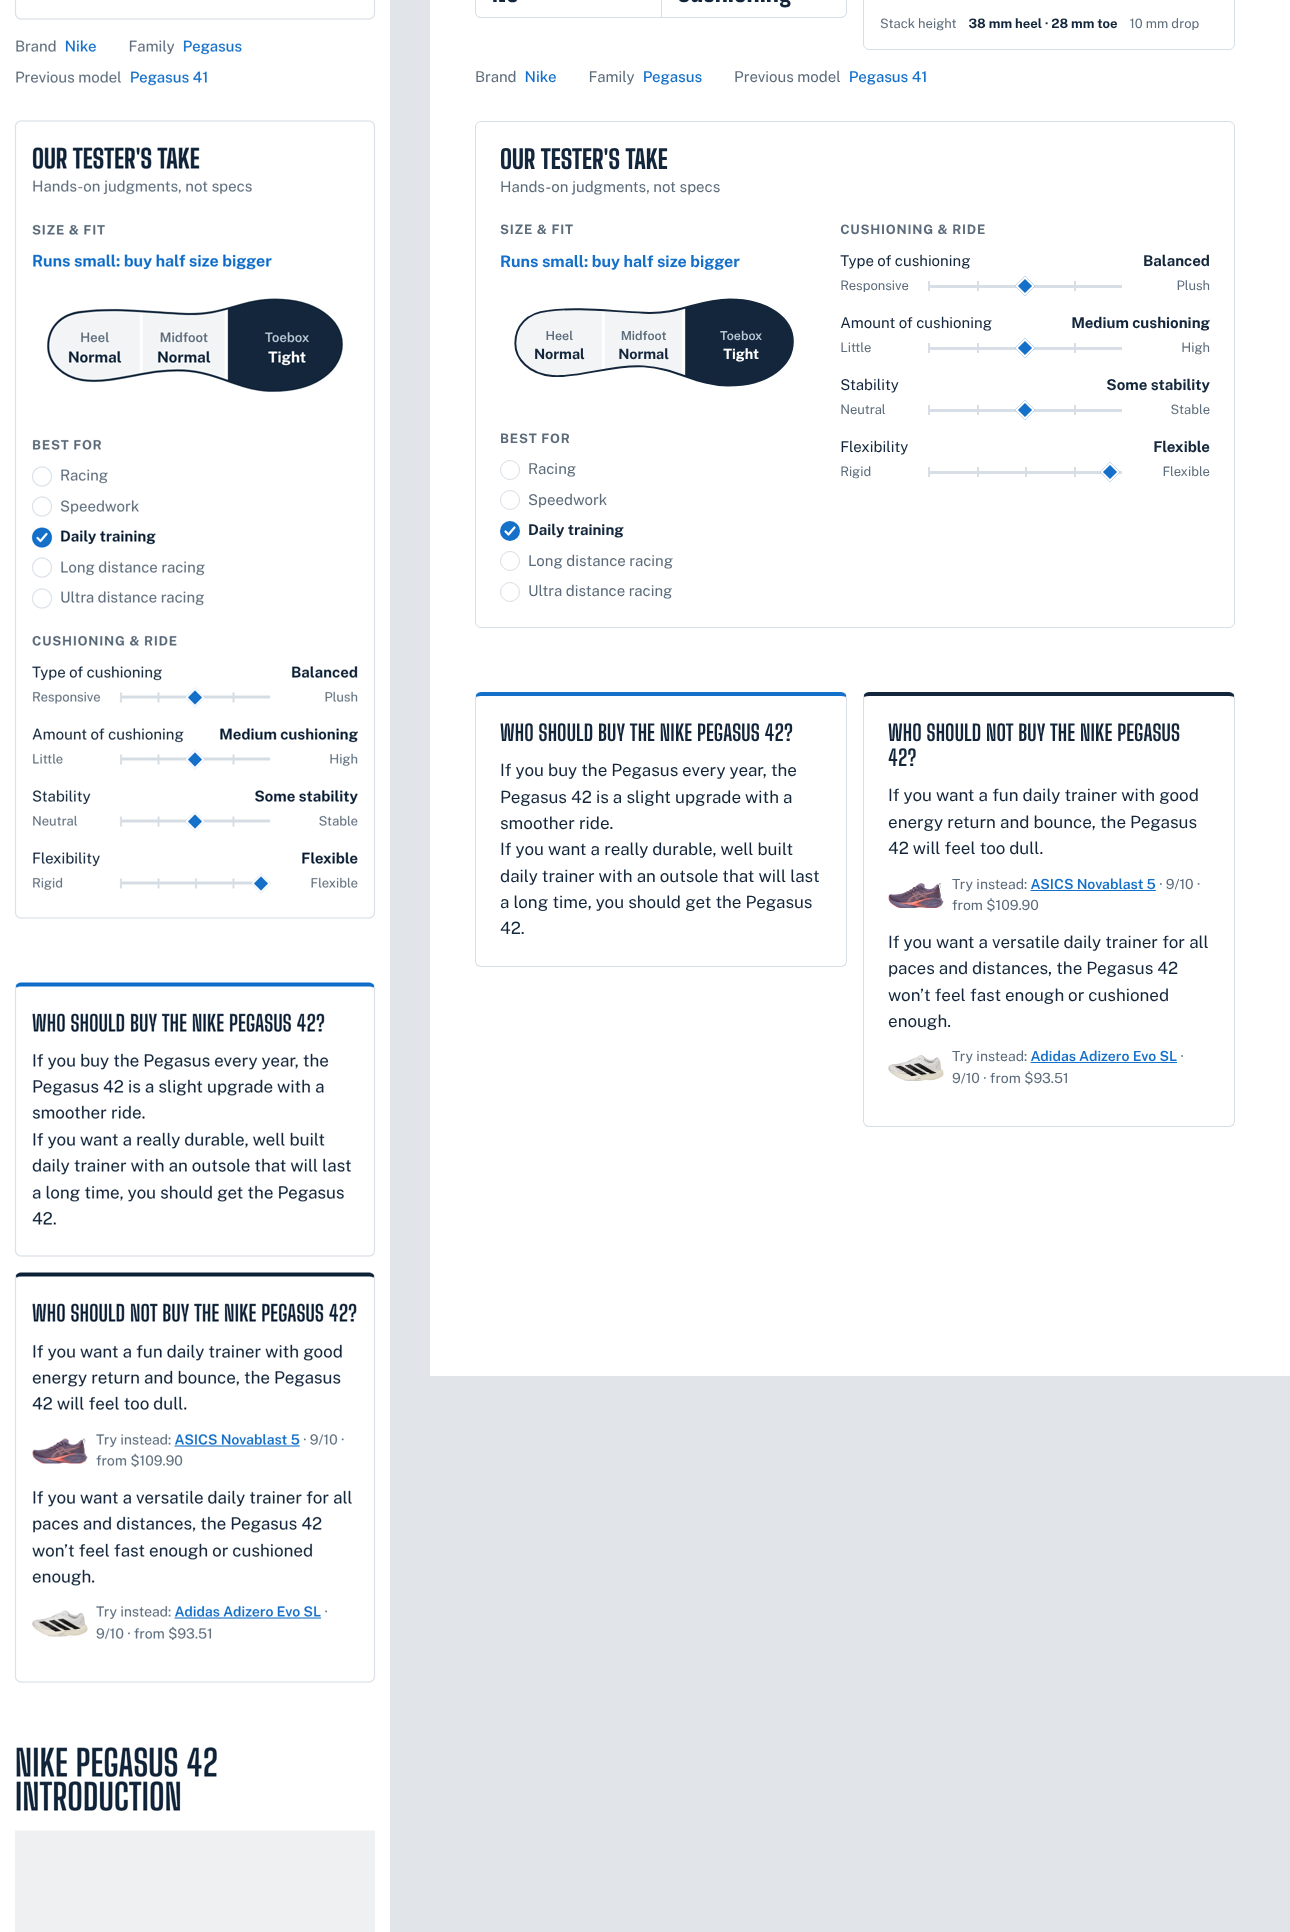 Brand Nike Family Pegasus
Previous model Pegasus 41
OUR TESTER'S TAKE
Hands-on judgments, not specs
SIZE & FIT
Runs small: buy half size bigger
Heel Midfoot Toebox
Normal Normal Tight
BEST FOR
Racing
Speedwork
Daily training
Long distance racing
Ultra distance racing
CUSHIONING & RIDE
Type of cushioning Balanced
Responsive Plush
Amount of cushioning Medium cushioning
Little High
Stability Some stability
Neutral Stable
Flexibility Flexible
Rigid Flexible
WHO SHOULD BUY THE NIKE PEGASUS 42?
If you buy the Pegasus every year, the
Pegasus 42 is a slight upgrade with a
smoother ride.
If you want a really durable, well built
daily trainer with an outsole that will last
a long time, you should get the Pegasus
42.
WHO SHOULD NOT BUY THE NIKE PEGASUS 42?
If you want a fun daily trainer with good
energy return and bounce, the Pegasus
42 will feel too dull.
Try instead: ASICS Novablast 5 · 9/10 ·
from $109.90
If you want a versatile daily trainer for all
paces and distances, the Pegasus 42
won’t feel fast enough or cushioned
enough.
Try instead: Adidas Adizero Evo SL ·
9/10 · from $93.51
NIKE PEGASUS 42
INTRODUCTION
Stack height 38 mm heel · 28 mm toe 10 mm drop
Brand Nike Family Pegasus Previous model Pegasus 41
OUR TESTER'S TAKE
Hands-on judgments, not specs
SIZE & FIT
Runs small: buy half size bigger
Heel Midfoot Toebox
Normal Normal Tight
BEST FOR
Racing
Speedwork
Daily training
Long distance racing
Ultra distance racing
CUSHIONING & RIDE
Type of cushioning Balanced
Responsive Plush
Amount of cushioning Medium cushioning
Little High
Stability Some stability
Neutral Stable
Flexibility Flexible
Rigid Flexible
WHO SHOULD BUY THE NIKE PEGASUS 42?
If you buy the Pegasus every year, the
Pegasus 42 is a slight upgrade with a
smoother ride.
If you want a really durable, well built
daily trainer with an outsole that will last
a long time, you should get the Pegasus
42.
WHO SHOULD NOT BUY THE NIKE PEGASUS
42?
If you want a fun daily trainer with good
energy return and bounce, the Pegasus
42 will feel too dull.
Try instead: ASICS Novablast 5 · 9/10 ·
from $109.90
If you want a versatile daily trainer for all
paces and distances, the Pegasus 42
won’t feel fast enough or cushioned
enough.
Try instead: Adidas Adizero Evo SL ·
9/10 · from $93.51